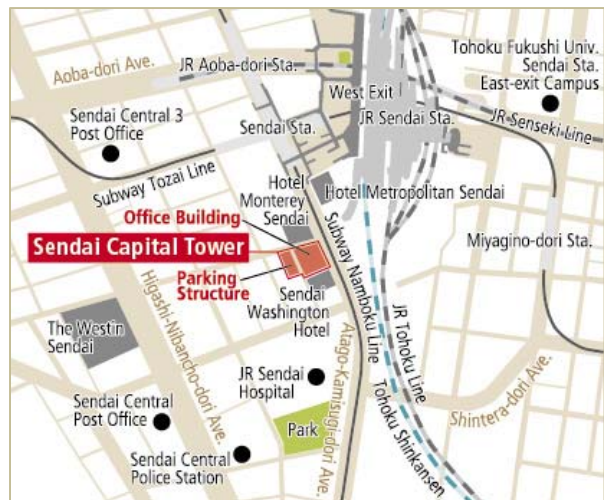 Aoba-dori Ave.
JR Aoba-dori Sta.
Tohoku Fukushi Univ.
Sendai Sta.
East-exit Campus
West Exit
JR Sendai Sta.
Sendai Central 3
Post Office
Sendai Sta.
JR Senseki Line
Subway Tozai Line
Hotel
Monterey
Sendai
Hotel Metropolitan Sendai
Office Building
Sendai Capital Tower
Parking
Structure
Miyagino-dori Sta.
Subway Namboku Line
Higashi-Nibancho-dori Ave.
Sendai
Washington
Hotel
JR Tohoku Line
The Westin
Sendai
Atago-Kamisugi-dori Ave.
Tohoku Shinkansen
JR Sendai
Hospital
Shintera-dori Ave.
Sendai Central
Post Office
Park
Sendai Central
Police Station